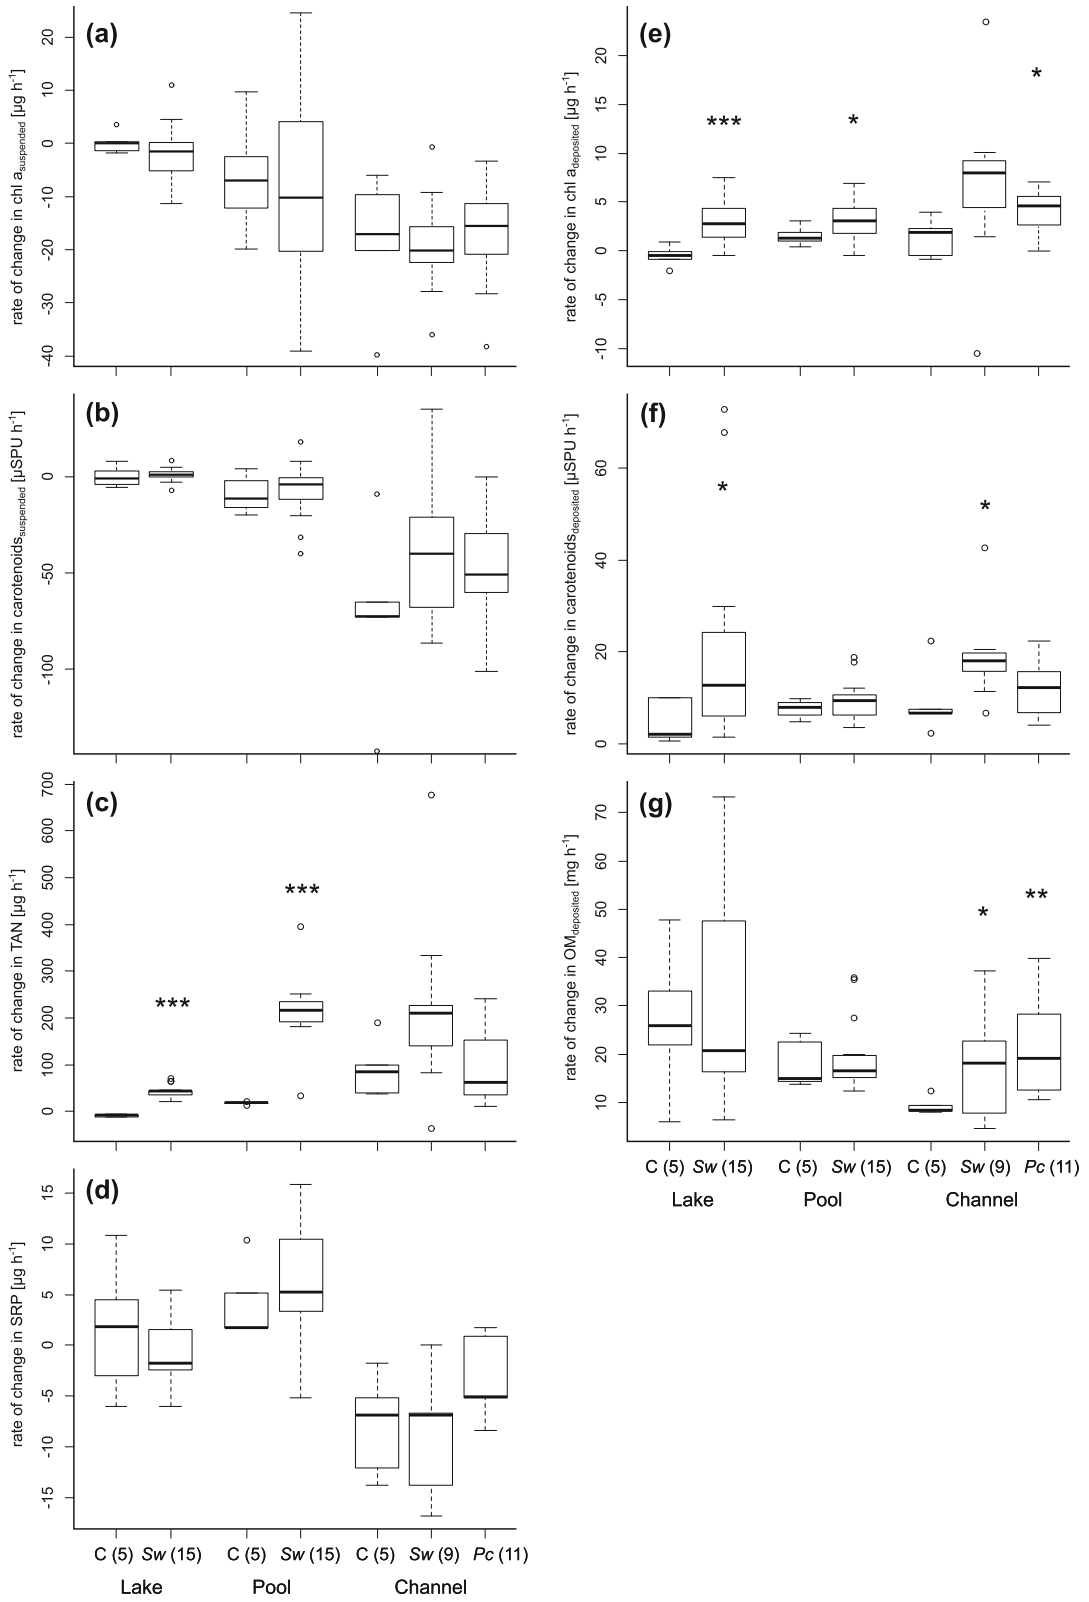 (a)
rate of change in chl a suspended [µg h-1]
20
10
0
-10
-20
-30
-40
(e)
rate of change in chl a deposited [µg h-1]
20
15
10
5
0
-5
-10
***
*
*
(b)
rate of change in carotenoids suspended [µSPU h-1]
0
-50
-100
(f)
rate of change in carotenoids deposited [µSPU h-1]
60
40
20
0
*
*
(c)
rate of change in TAN [µg h-1]
700
600
500
400
300
200
100
0
***
***
(g)
rate of change in OM deposited [mg h-1]
70
60
50
40
30
20
10
*
**
C (5) Sw (15) C (5) Sw (15) C (5) Sw (9) Pc (11)
Lake Pool Channel
(d)
rate of change in SRP [µg h-1]
15
10
5
0
-5
-10
-15
C (5) Sw (15) C (5) Sw (15) C (5) Sw (9) Pc (11)
Lake Pool Channel